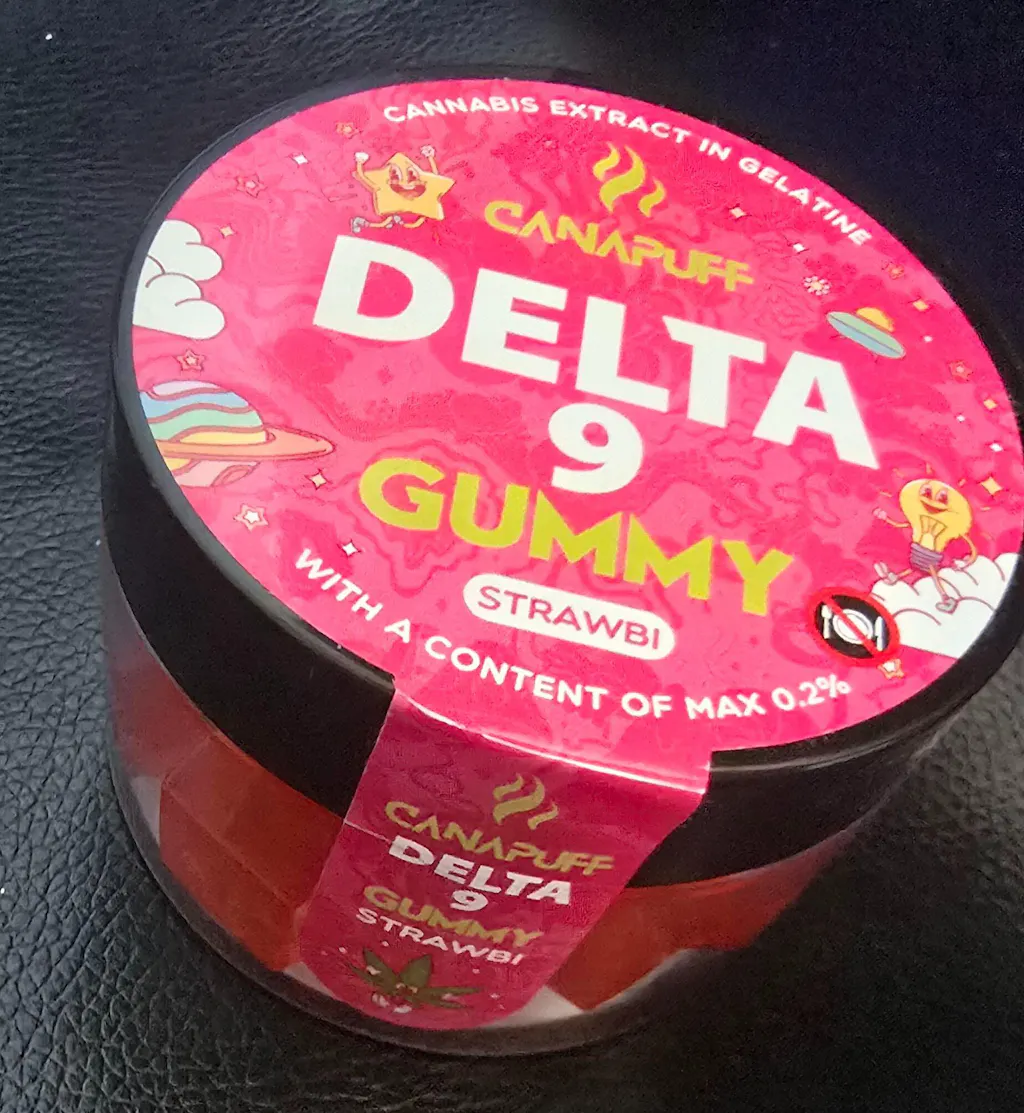 CANNABIS EXTRACT IN GELATINE
CANAPUFF
DELTA
9
GUMMY
STRAWBI
WITH A CONTENT OF MAX 0.2%
CANAPUFF
DELTA
9
GUMMY
STRAWBI